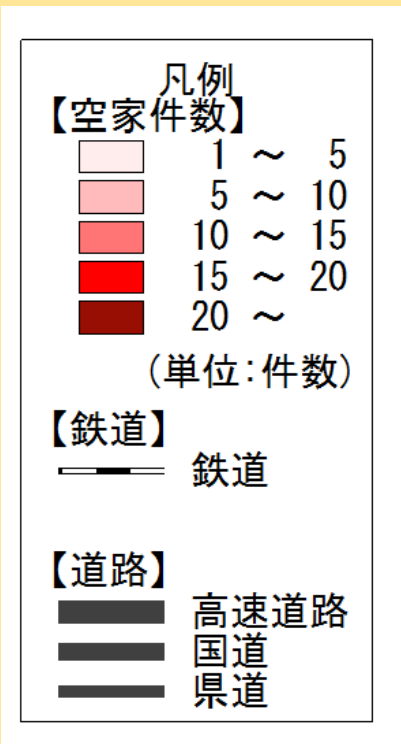 凡例
【空家件数】
1 ～ 5
5 ～ 10
10 ～ 15
15 ～ 20
20 ～
(単位:件数)
【鉄道】
鉄道
【道路】
高速道路
国道
県道